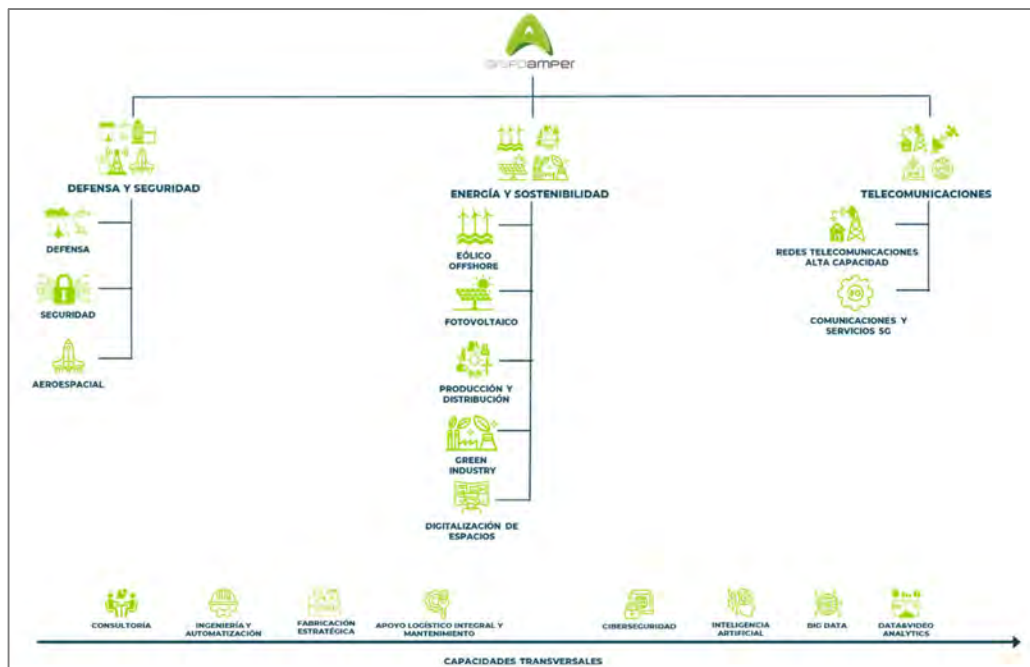 GRUPOamper
DEFENSA Y SEGURIDAD
DEFENSA
SEGURIDAD
AEROESPACIAL
ENERGÍA Y SOSTENIBILIDAD
EÓLICO
OFFSHORE
FOTOVOLTAICO
PRODUCCIÓN Y
DISTRIBUCIÓN
GREEN
INDUSTRY
DIGITALIZACIÓN DE
ESPACIOS
TELECOMUNICACIONES
REDES TELECOMUNICACIONES
ALTA CAPACIDAD
COMUNICACIONES Y
SERVICIOS 5G
CONSULTORÍA
INGENIERÍA Y
AUTOMATIZACIÓN
FABRICACIÓN
ESTRATÉGICA
APOYO LOGÍSTICO INTEGRAL Y
MANTENIMIENTO
CIBERSEGURIDAD
INTELIGENCIA
ARTIFICIAL
BIG DATA
DATA&VIDEO
ANALYTICS
CAPACIDADES TRANSVERSALES